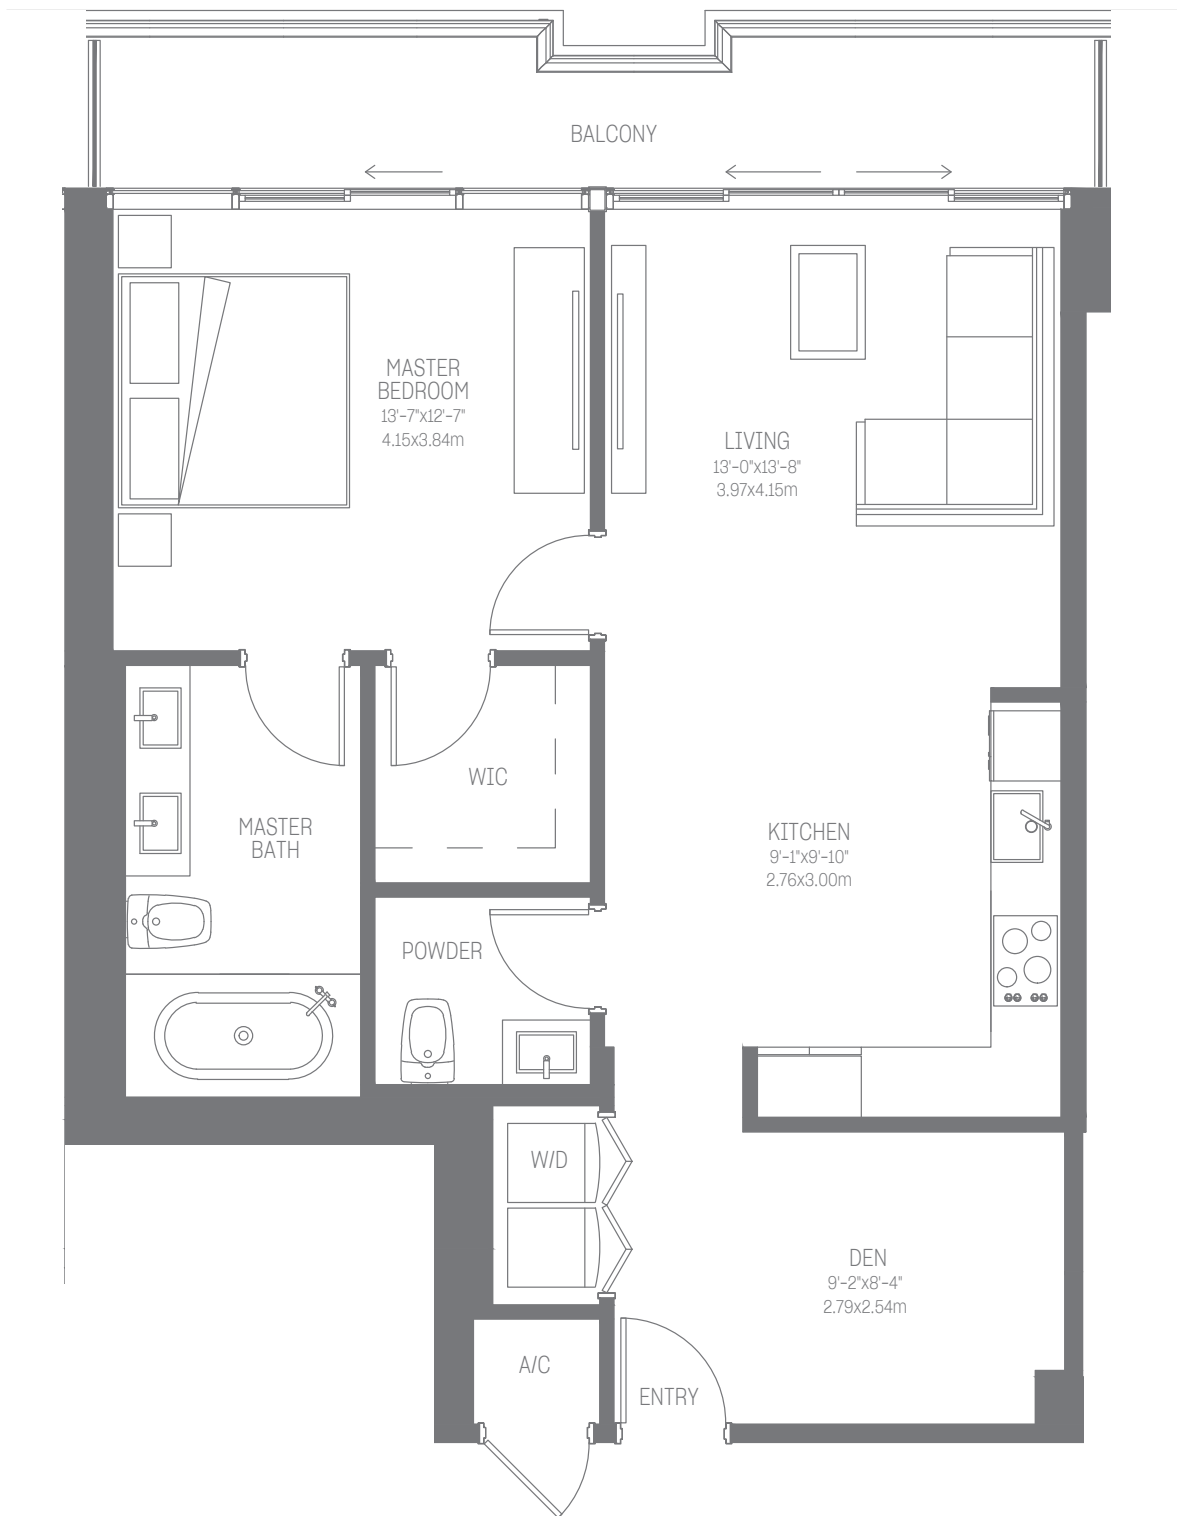 BALCONY
MASTER
BEDROOM
13'-7"x12'-7"
4.15x3.84m
LIVING
13'-0"x13'-8"
3.97x4.15m
WIC
MASTER
BATH
KITCHEN
9'-1"x9'-10"
2.76x3.00m
POWDER
W/D
DEN
9'-2"x8'-4"
2.79x2.54m
A/C
ENTRY